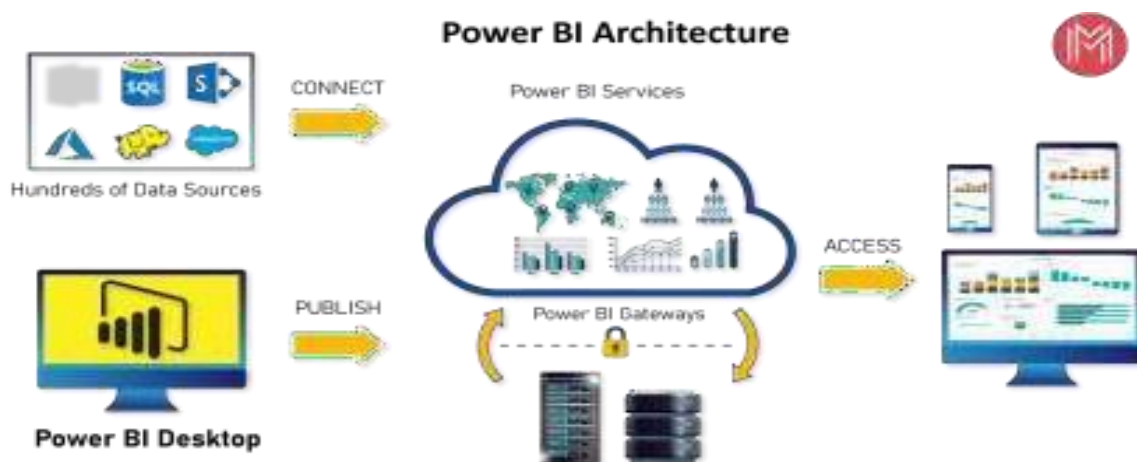 Power BI Architecture
CONNECT
Power BI Services
SQL
S
Hundreds of Data Sources
ACCESS
PUBLISH
Power BI Gateways
Power BI Desktop